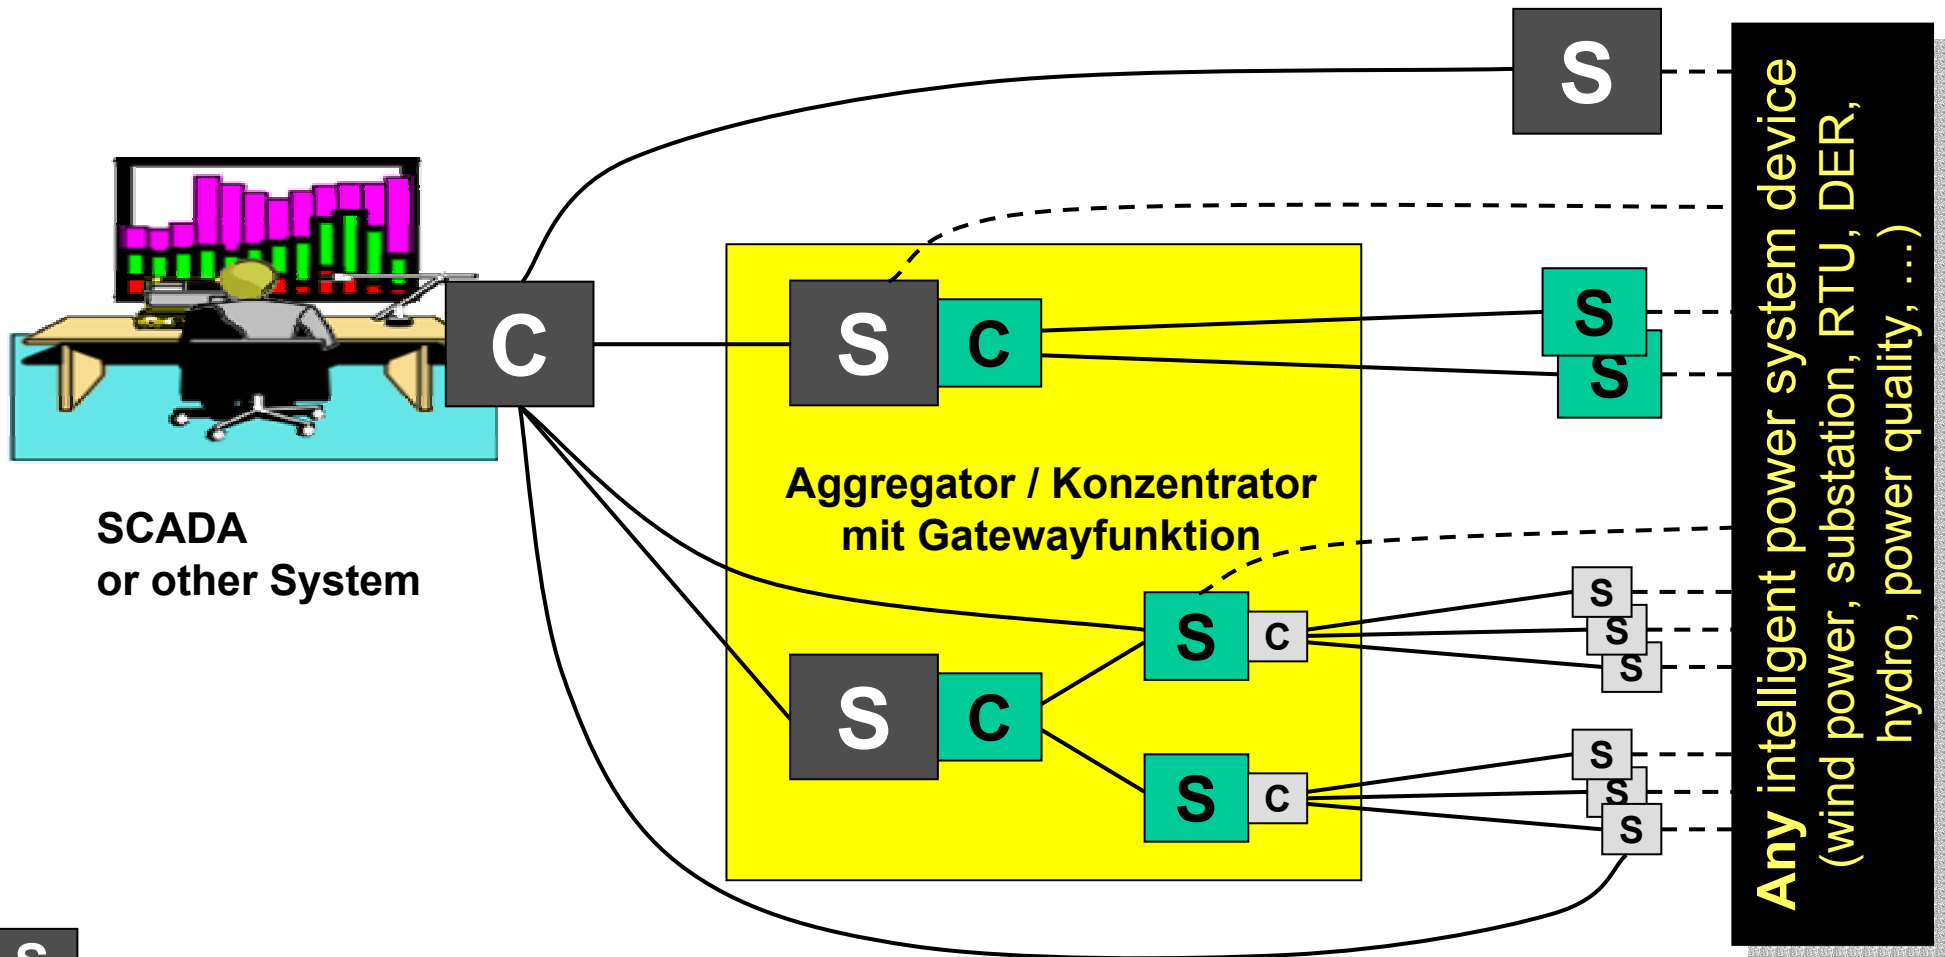 S
S
C
S
C
S
S
Aggregator / Konzentrator
mit Gatewayfunktion
SCADA
or other System
S
C
S
S
S
S
C
S
C
S
S
S
S
Any intelligent power system device
(wind power, substation, RTU, DER,
hydro, power quality, …)